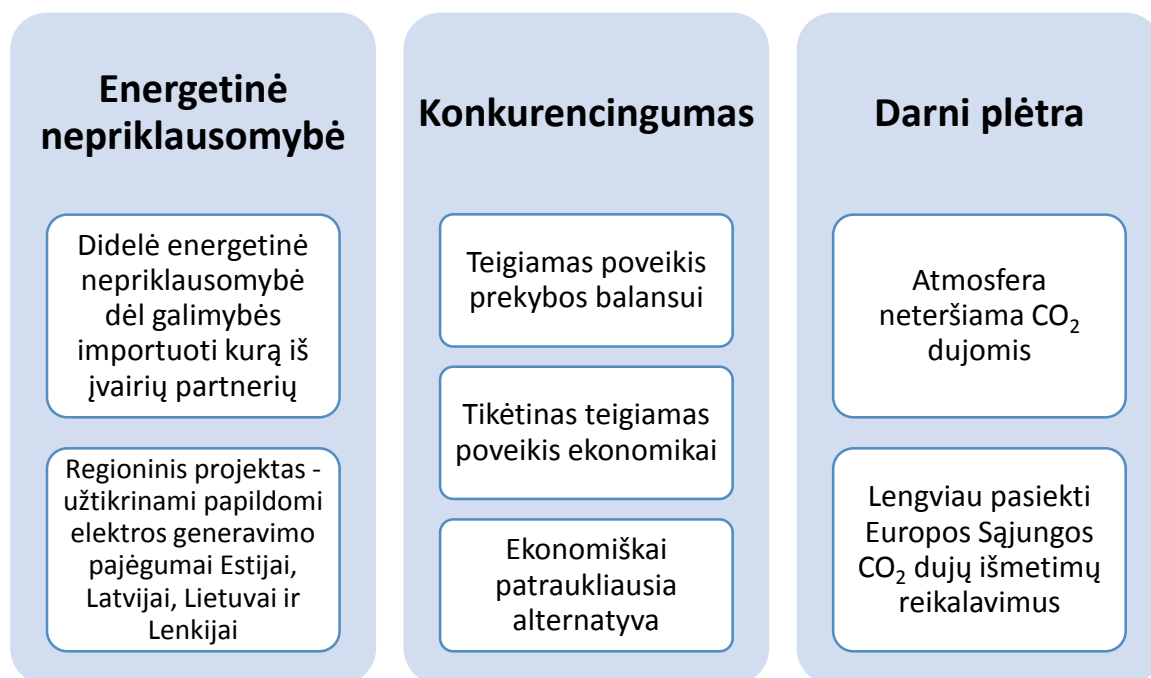 Energetinė
nepriklausomybė
Didelė energetinė
nepriklausomybė
dėl galimybės
importuoti kurą iš
įvairių partnerių
Regioninis projektas -
užtikrinami papildomi
elektros generavimo
pajėgumai Estijai,
Latvijai, Lietuvai ir
Lenkijai
Konkurencingumas
Teigiamas poveikis
prekybos balansui
Tikėtinas teigiamas
poveikis ekonomikai
Ekonomiškai
patraukliausia
alternatyva
Darni plėtra
Atmosfera
neteršiama CO₂
dujomis
Lengviau pasiekti
Europos Sąjungos
CO₂ dujų išmetimų
reikalavimus